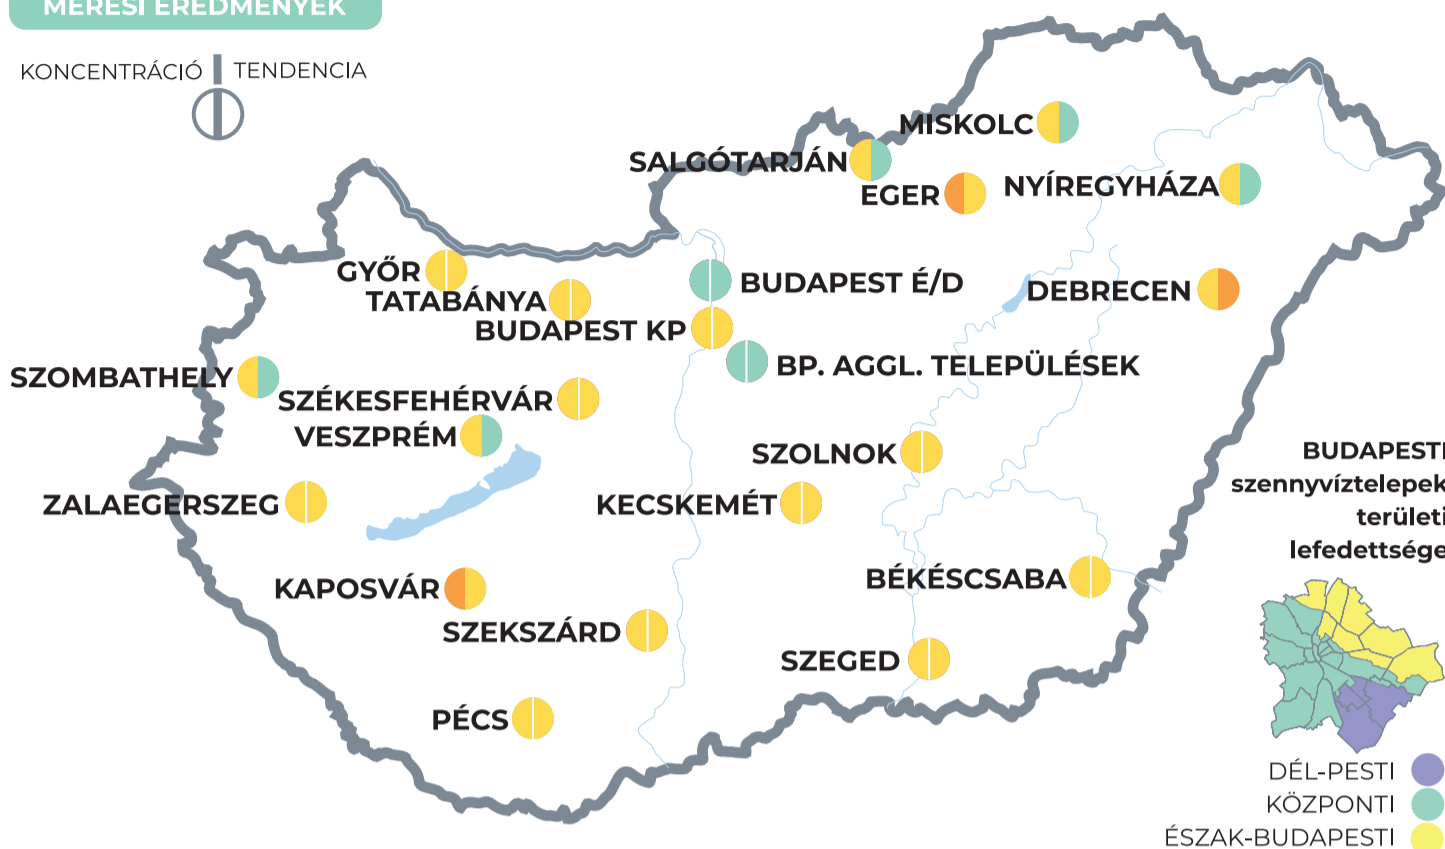 MÉRÉSI EREDMÉNYEK
KONCENTRÁCIÓ TENDENCIA
MISKOLC
SALGÓTARJÁN
EGER
NYÍREGYHÁZA
GYŐR
TATABÁNYA
BUDAPEST É/D
DEBRECEN
BUDAPEST KP
BP. AGGL. TELEPÜLÉSEK
SZOMBATHELY
SZÉKESFEHÉRVÁR
VESZPRÉM
SZOLNOK
ZALAEGERSZEG
KECSKEMÉT
BUDAPESTI
szennyvíztelepek
területi
lefedettsége
KAPOSVÁR
BÉKÉSCSABA
SZEKSZÁRD
SZEGED
PÉCS
DÉL-PESTI
KÖZPONTI
ÉSZAK-BUDAPESTI